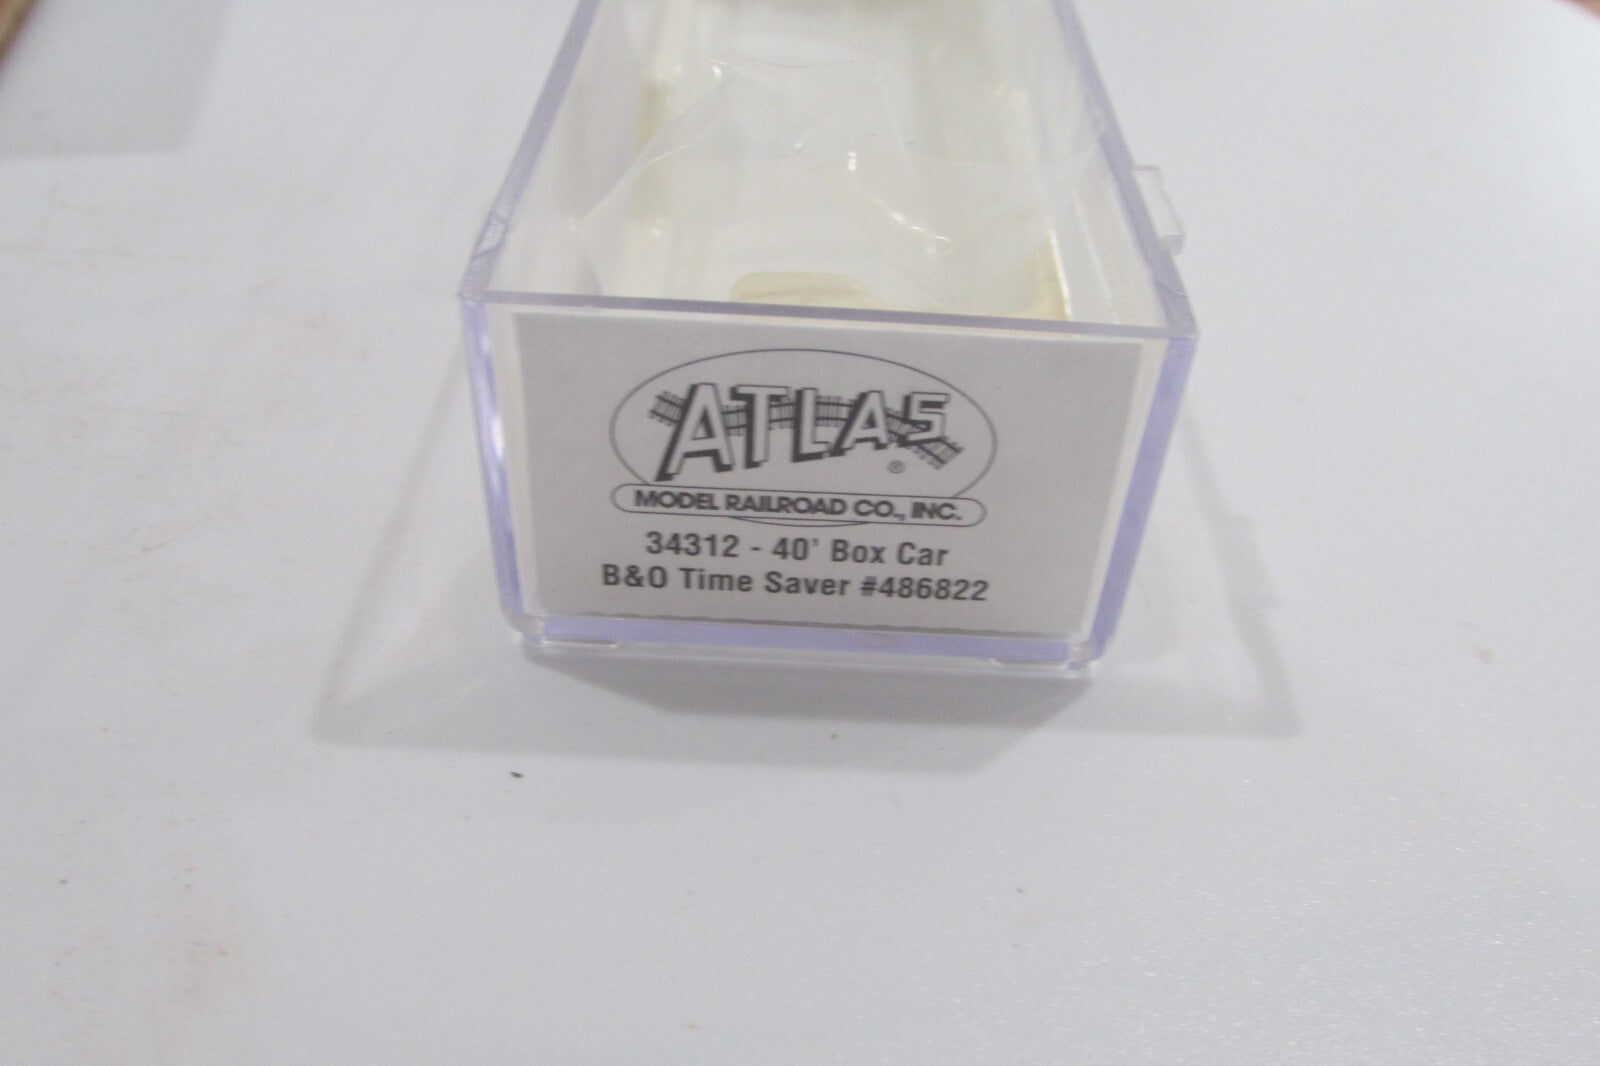 ATLAS
®
MODEL RAILROAD CO., INC.
34312 - 40' Box Car
B&O Time Saver #486822